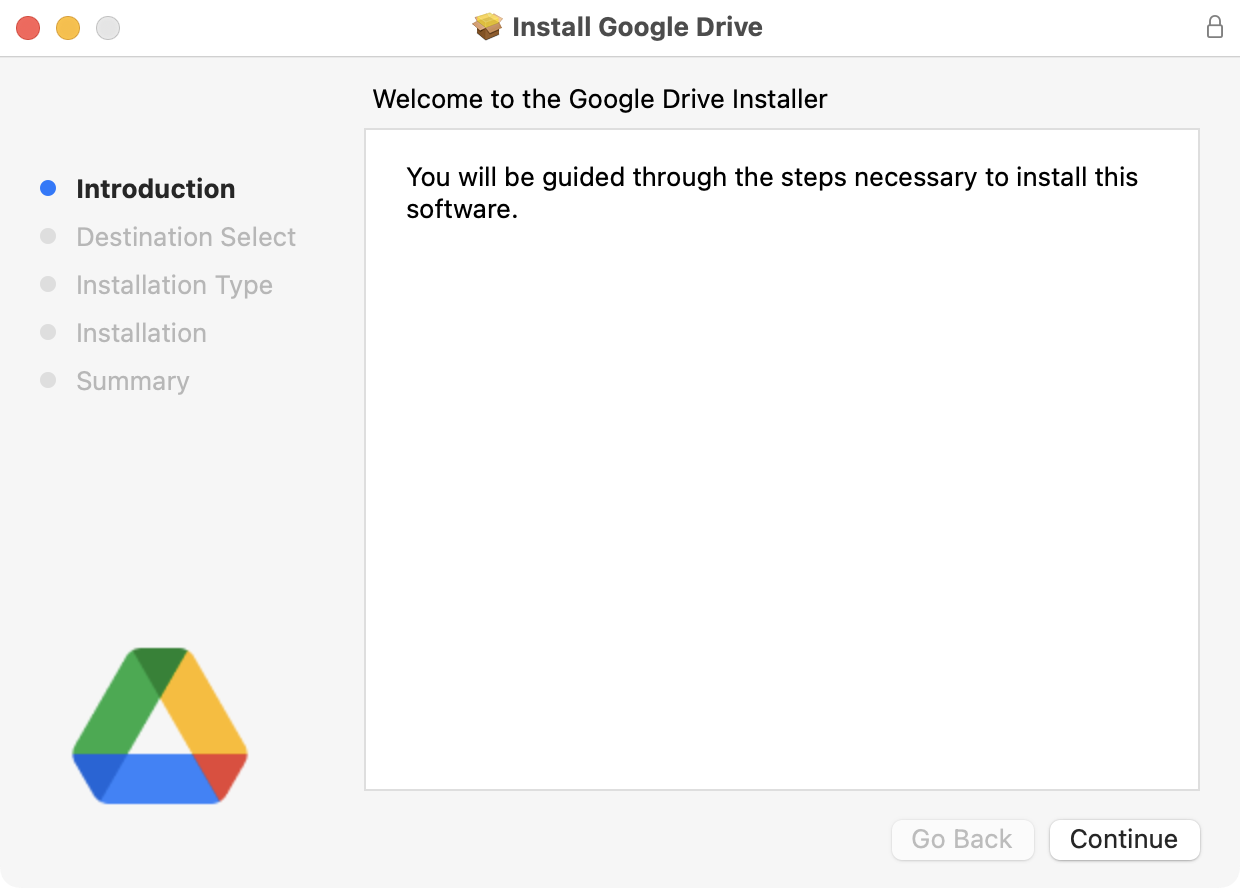 Install Google Drive
Welcome to the Google Drive Installer
Introduction
Destination Select
Installation Type
Installation
Summary
You will be guided through the steps necessary to install this
software.
Go Back
Continue